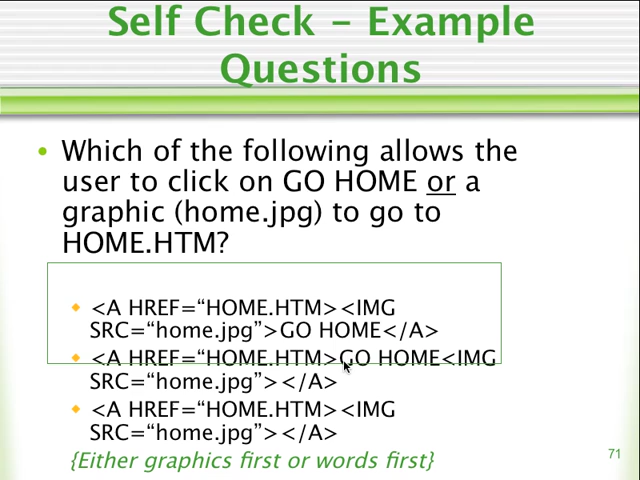 Self Check – Example
Questions
• Which of the following allows the
user to click on GO HOME or a
graphic (home.jpg) to go to
HOME.HTM?
<A HREF=“HOME.HTM><IMG
SRC=“home.jpg”>GO HOME</A>
<A HREF=“HOME.HTM>GO HOME<IMG
SRC=“home.jpg”></A>
<A HREF=“HOME.HTM><IMG
SRC=“home.jpg”></A>
{Either graphics first or words first}
71